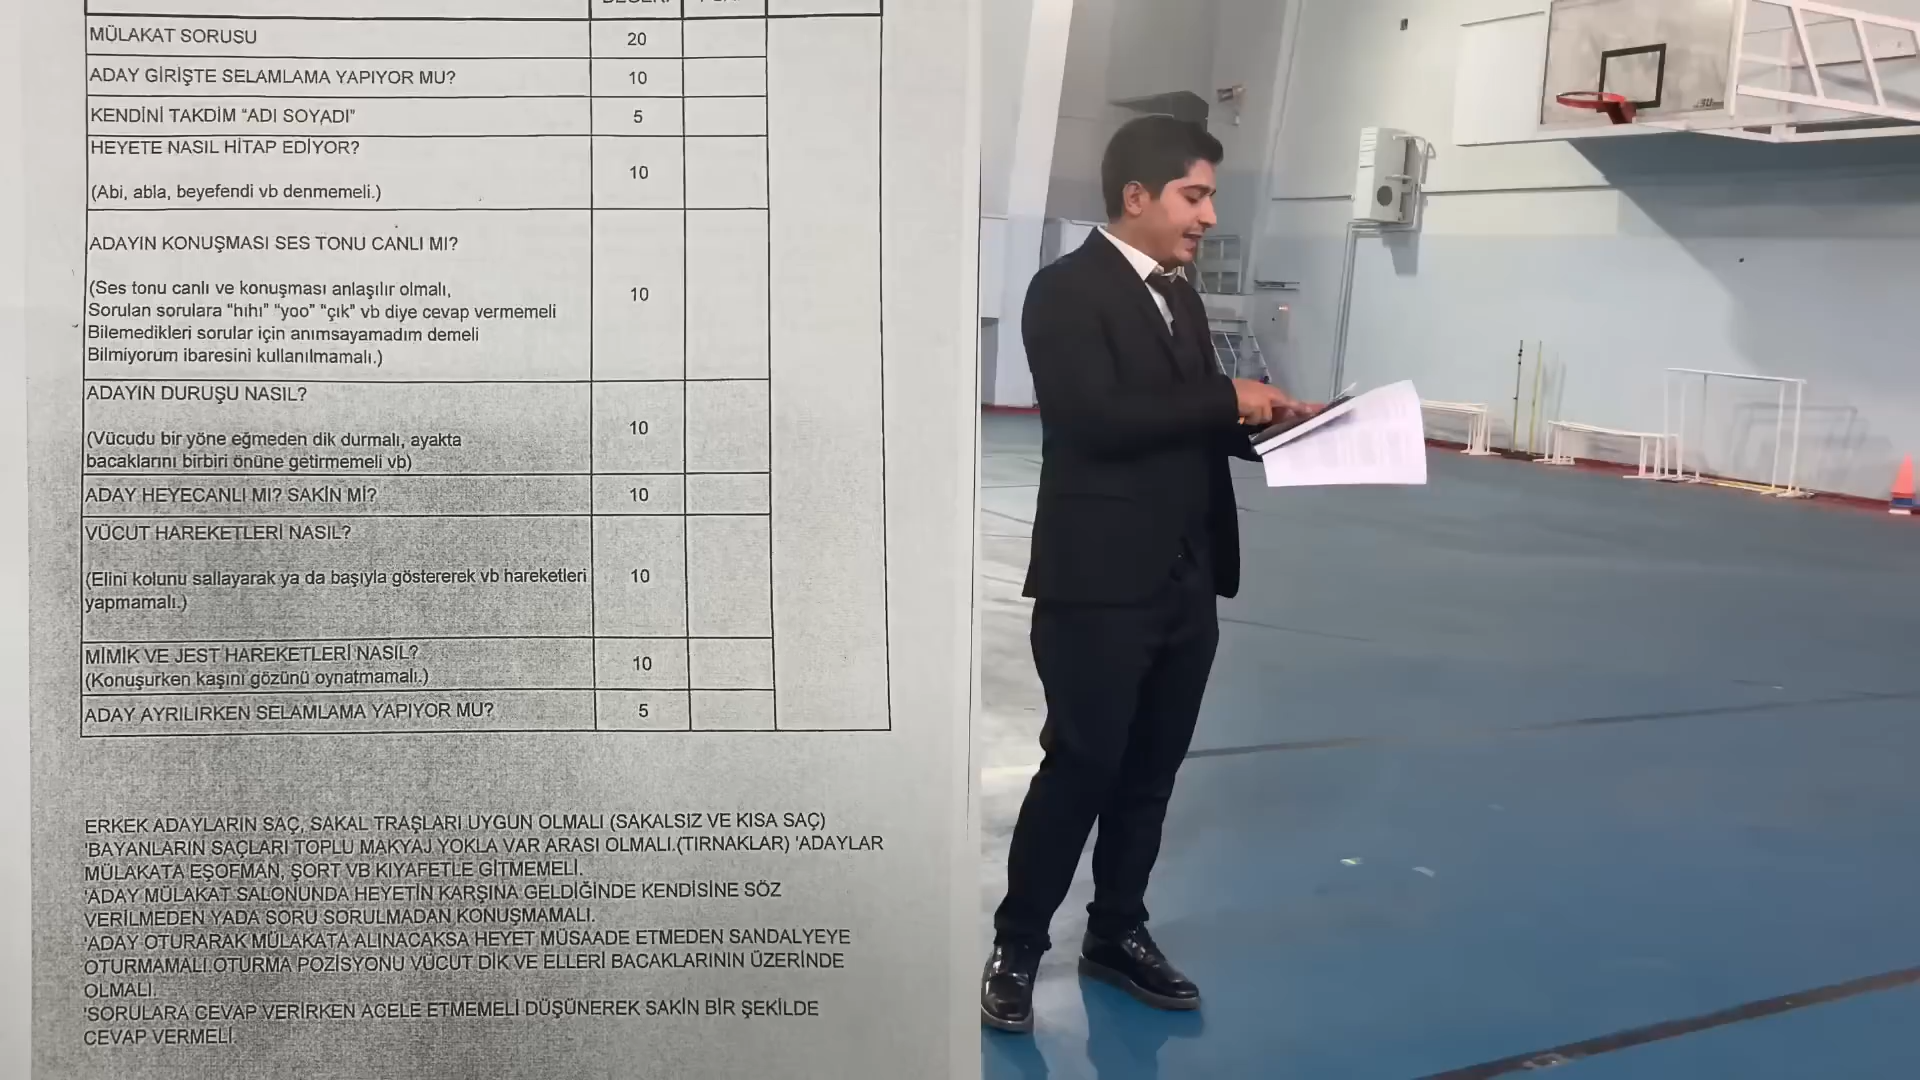 MÜLAKAT SORUSU 20
ADAY GİRİŞTE SELAMLAMA YAPIYOR MU? 10
KENDİNİ TAKDİM “ADI SOYADI” 5
HEYETE NASIL HİTAP EDİYOR?
10
(Abi, abla, beyefendi vb denmemeli.)
ADAYIN KONUŞMASI SES TONU CANLI MI?
(Ses tonu canlı ve konuşması anlaşılır olmalı, 10
Sorulan sorulara “hıhı” “yoo” “çık” vb diye cevap vermemeli
Bilemedikleri sorular için anımsayamadım demeli
Bilmiyorum ibaresini kullanılmamalı.)
ADAYIN DURUŞU NASIL?
10
(Vücudu bir yöne eğmeden dik durmalı, ayakta
bacaklarını birbiri önüne getirmemeli vb)
ADAY HEYECANLI MI? SAKİN Mİ? 10
VÜCUT HAREKETLERİ NASIL?
(Elini kolunu sallayarak ya da başıyla göstererek vb hareketleri 10
yapmamalı.)
MİMİK VE JEST HAREKETLERİ NASIL? 10
(Konuşurken kaşını gözünü oynatmamalı.)
ADAY AYRILIRKEN SELAMLAMA YAPIYOR MU? 5
ERKEK ADAYLARIN SAÇ, SAKAL TRAŞLARI UYGUN OLMALI (SAKALSIZ VE KISA SAÇ)
'BAYANLARIN SAÇLARI TOPLU MAKYAJ YOKLA VAR ARASI OLMALI.(TIRNAKLAR) 'ADAYLAR
MÜLAKATA EŞOFMAN, ŞORT VB KIYAFETLE GİTMEMELİ.
'ADAY MÜLAKAT SALONUNDA HEYETİN KARŞINA GELDİĞİNDE KENDİSİNE SÖZ
VERİLMEDEN YADA SORU SORULMADAN KONUŞMAMALI.
'ADAY OTURARAK MÜLAKATA ALINACAKSA HEYET MÜSAADE ETMEDEN SANDALYEYE
OTURMAMALI.OTURMA POZİSYONU VÜCUT DİK VE ELLERİ BACAKLARININ ÜZERİNDE
OLMALI.
'SORULARA CEVAP VERİRKEN ACELE ETMEMELİ DÜŞÜNEREK SAKİN BİR ŞEKİLDE
CEVAP VERMELİ.